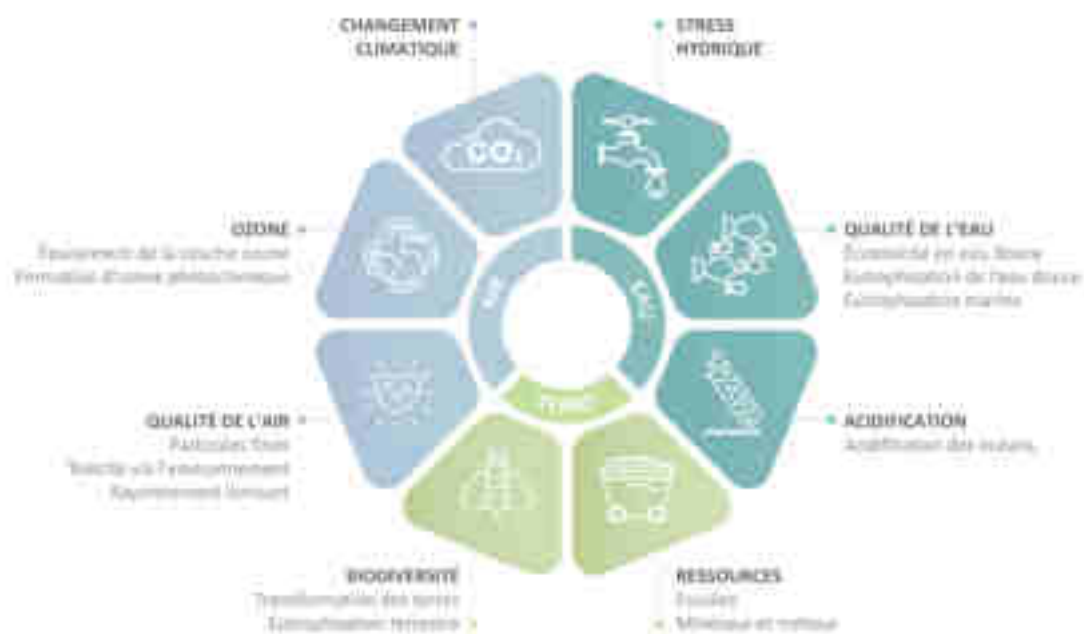 CHANGEMENT
CLIMATIQUE
STRESS
HYDRIQUE
CO₂
OZONE
Épuisement de la couche ozone
Formation d'ozone photochimique
QUALITÉ DE L'EAU
Écotoxicité en eau douce
Eutrophisation de l'eau douce
Eutrophisation marine
AIR
EAU
TERRE
QUALITÉ DE L'AIR
Particules fines
Toxicité via l'environnement
Rayonnement ionisant
ACIDIFICATION
Acidification des océans,
BIODIVERSITÉ
Transformation des terres
Eutrophisation terrestre
RESSOURCES
Fossiles
Minéraux et métaux